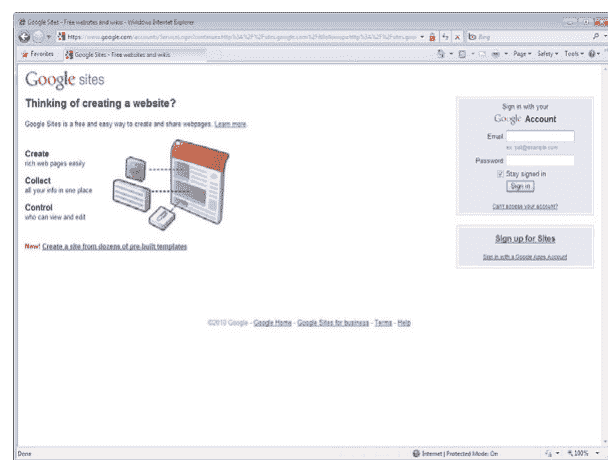 Google Sites - Free websites and wikis - Windows Internet Explorer
Bing
Favorites Google Sites - Free websites and wikis Page Safety Tools
Google sites
Thinking of creating a website?
Google Sites is a free and easy way to create and share webpages. Learn more.
Create
rich web pages easily
Collect
all your info in one place
Control
who can view and edit
New! Create a site from dozens of pre-built templates
Sign in with your
Google Account
Email:
ex: pat@example.com
Password:
Stay signed in
Sign in
Can't access your account?
Sign up for Sites
Sign in with a Google Apps Account
©2010 Google - Google Home - Google Sites for business - Terms - Help
Done Internet | Protected Mode: On 100%